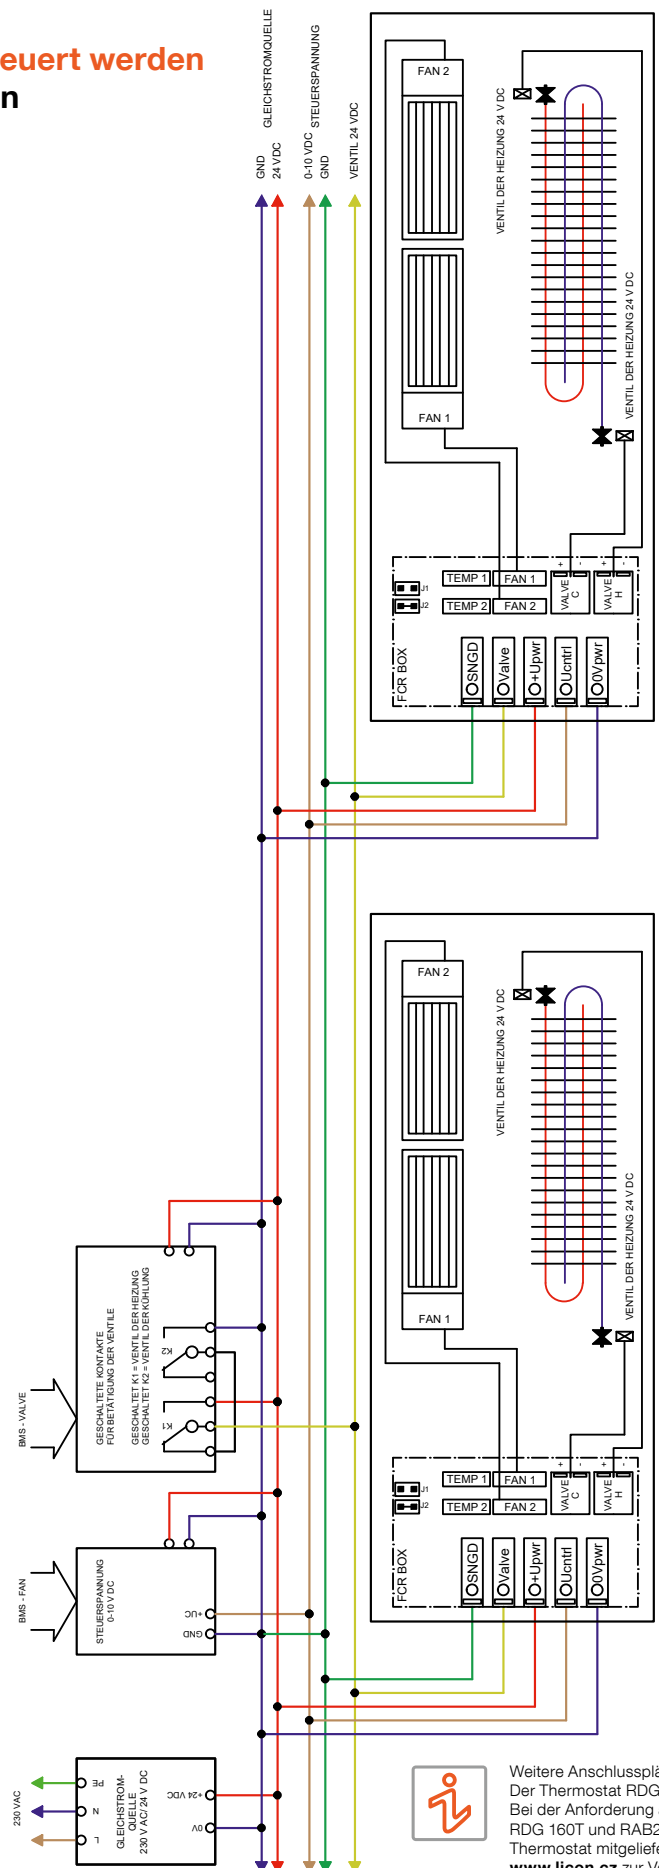 euert werden
n
GND
24 VDC
GLEICHSTROMQUELLE
0-10 VDC
GND
STEUERSPANNUNG
VENTIL 24 VDC
FAN 2
FAN 1
VENTIL DER HEIZUNG 24 V DC
VENTIL DER HEIZUNG 24 V DC
FCR BOX
J1
J2
TEMP 1
FAN 1
TEMP 2
FAN 2
VALVE
C
+
-
VALVE
H
+
-
SNGD
Valve
+Upwr
Ucntrl
0Vpwr
FAN 2
FAN 1
VENTIL DER HEIZUNG 24 V DC
VENTIL DER HEIZUNG 24 V DC
FCR BOX
J1
J2
TEMP 1
FAN 1
TEMP 2
FAN 2
VALVE
C
+
-
VALVE
H
+
-
SNGD
Valve
+Upwr
Ucntrl
0Vpwr
BMS - VALVE
GESCHALTETE KONTAKTE
FÜR BETÄTIGUNG DER VENTILE
GESCHALTET K1 = VENTIL DER HEIZUNG
GESCHALTET K2 = VENTIL DER KÜHLUNG
K2
K1
BMS - FAN
STEUERSPANNUNG
0-10 V DC
+UC
GND
230 VAC
PE
N
L
GLEICHSTROM-
QUELLE
230 V AC/ 24 V DC
+24 VDC
0V
Weitere Anschlussplä
Der Thermostat RDG
Bei der Anforderung
RDG 160T und RAB2
Thermostat mitgeliefe
www.licon.cz zur V